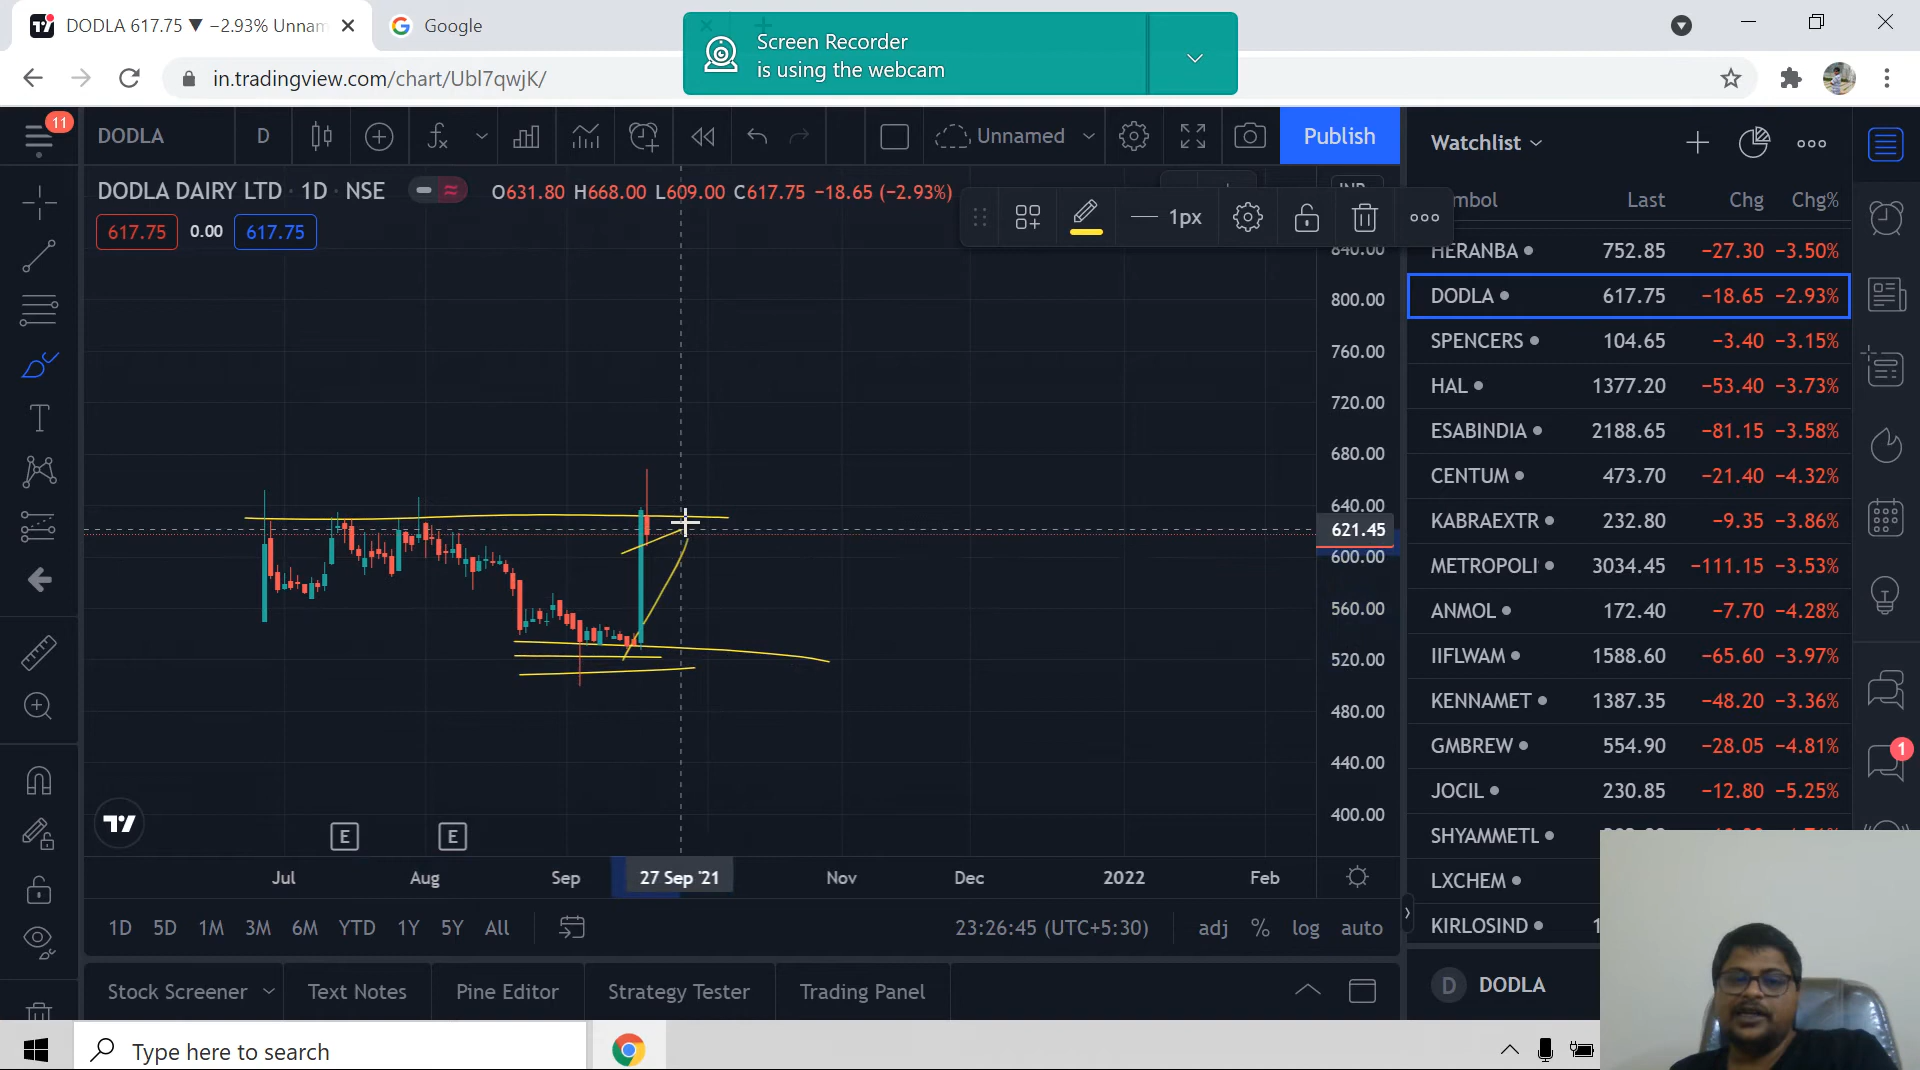 DODLA 617.75 ▼ −2.93% Unnam
Google
Screen Recorder
is using the webcam
in.tradingview.com/chart/Ubl7qwjK/
11
DODLA
D
Unnamed
Publish
Watchlist
DODLA DAIRY LTD · 1D · NSE
O631.80 H668.00 L609.00 C617.75 −18.65 (−2.93%)
617.75
0.00
617.75
1px
Last
Chg
Chg%
HERANBA 752.85 −27.30 −3.50%
DODLA 617.75 −18.65 −2.93%
SPENCERS 104.65 −3.40 −3.15%
HAL 1377.20 −53.40 −3.73%
ESABINDIA 2188.65 −81.15 −3.58%
CENTUM 473.70 −21.40 −4.32%
KABRAEXTR 232.80 −9.35 −3.86%
METROPOLI 3034.45 −111.15 −3.53%
ANMOL 172.40 −7.70 −4.28%
IIFLWAM 1588.60 −65.60 −3.97%
KENNAMET 1387.35 −48.20 −3.36%
GMBREW 554.90 −28.05 −4.81%
JOCIL 230.85 −12.80 −5.25%
SHYAMMETL
LXCHEM
KIRLOSIND
840.00
800.00
760.00
720.00
680.00
640.00
621.45
600.00
560.00
520.00
480.00
440.00
400.00
E
E
Jul
Aug
Sep
27 Sep '21
Nov
Dec
2022
Feb
1
1D 5D 1M 3M 6M YTD 1Y 5Y All
23:26:45 (UTC+5:30)
adj % log auto
Stock Screener
Text Notes
Pine Editor
Strategy Tester
Trading Panel
D DODLA
Type here to search